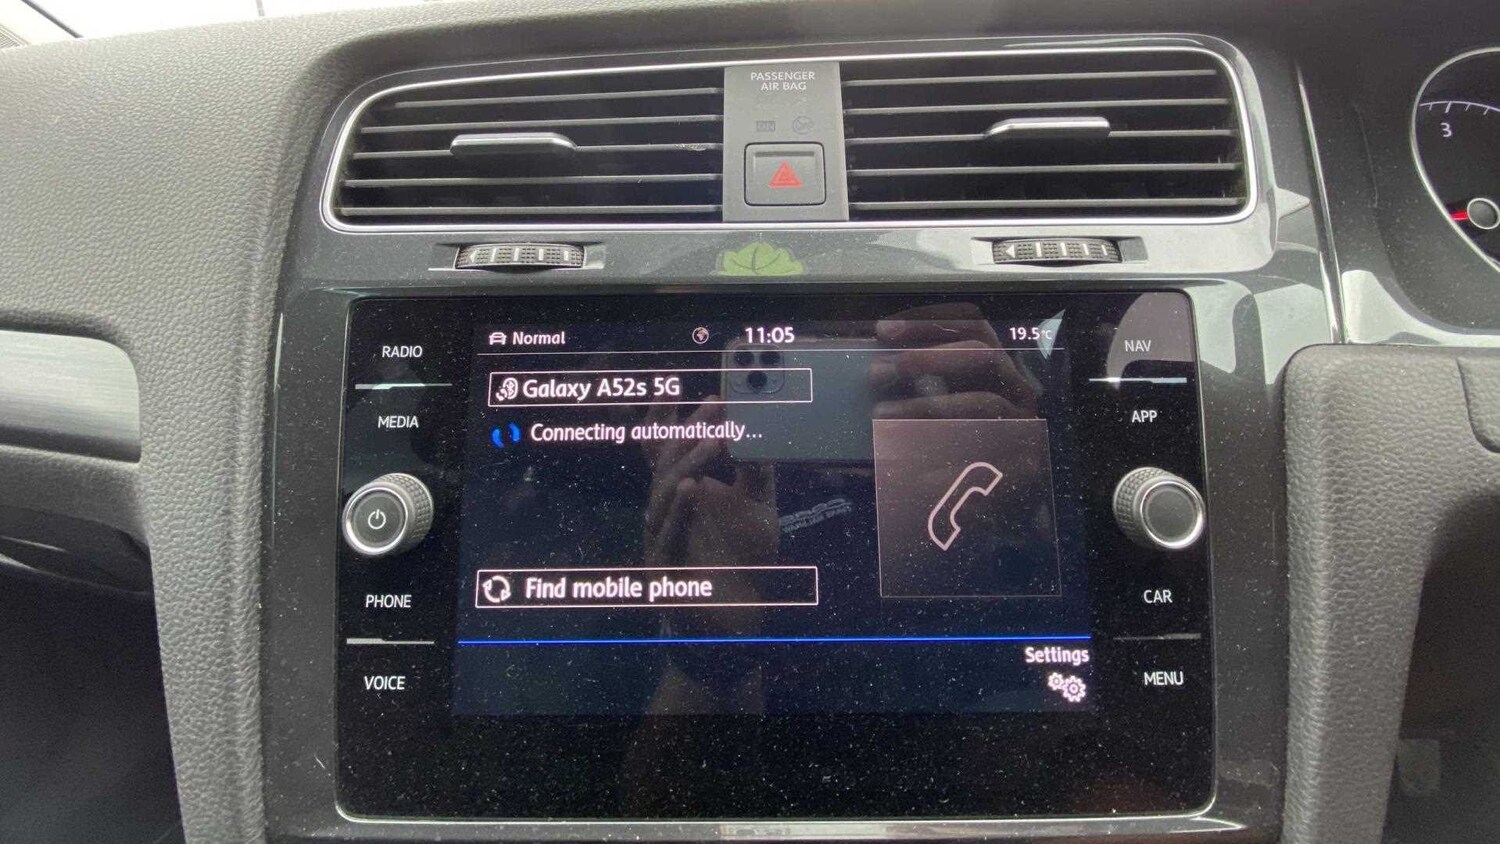 PASSENGER
AIR BAG
3
RADIO
Normal
11:05
19.5°C
NAV
Galaxy A52s 5G
MEDIA
Connecting automatically...
APP
PHONE
Find mobile phone
CAR
Settings
VOICE
MENU